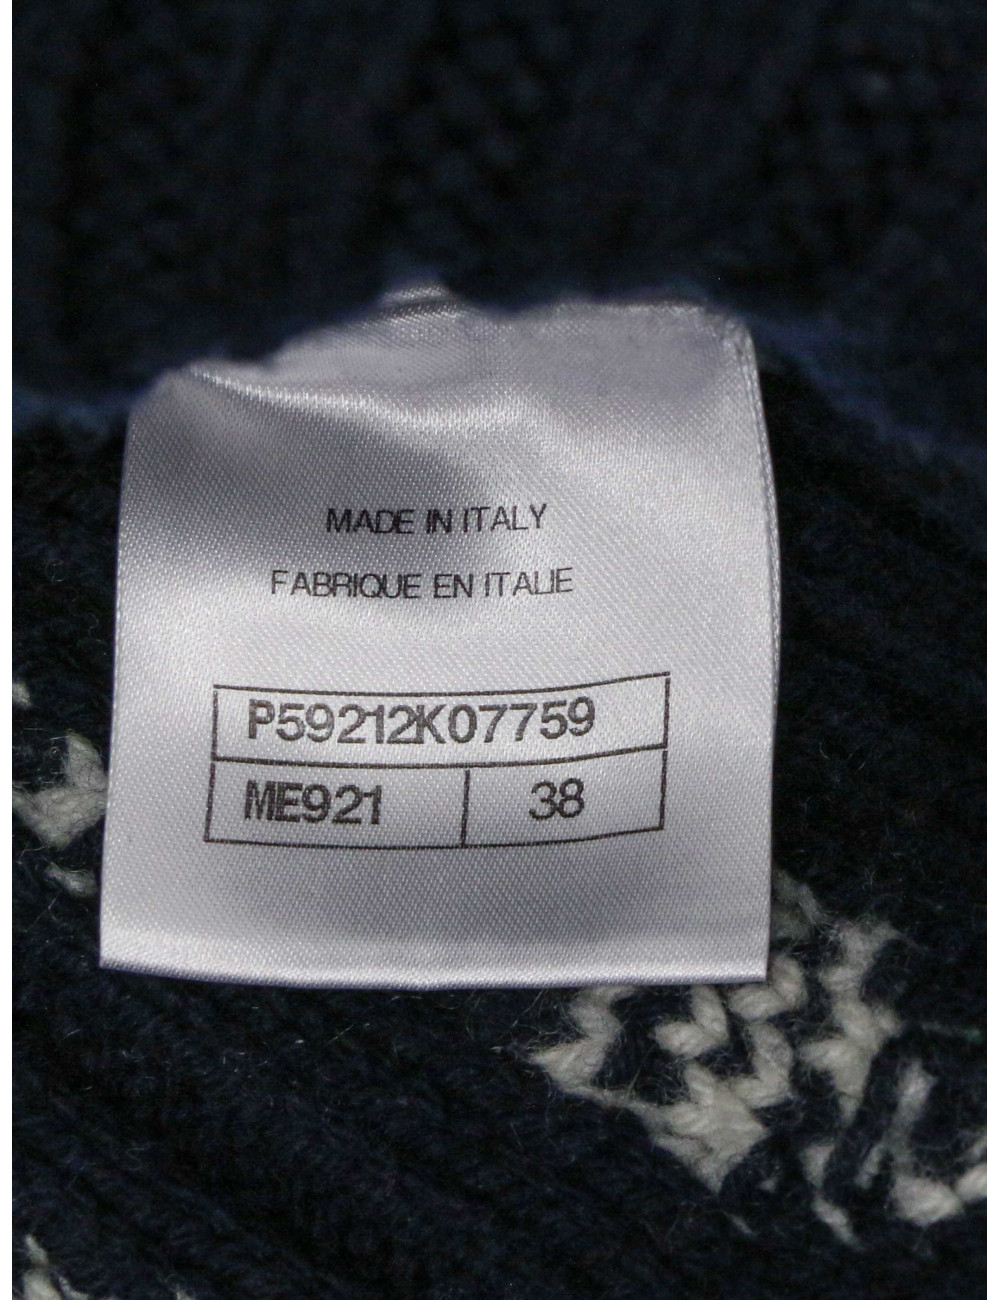 MADE IN ITALY
FABRIQUE EN ITALIE
P59212K07759
ME921 38